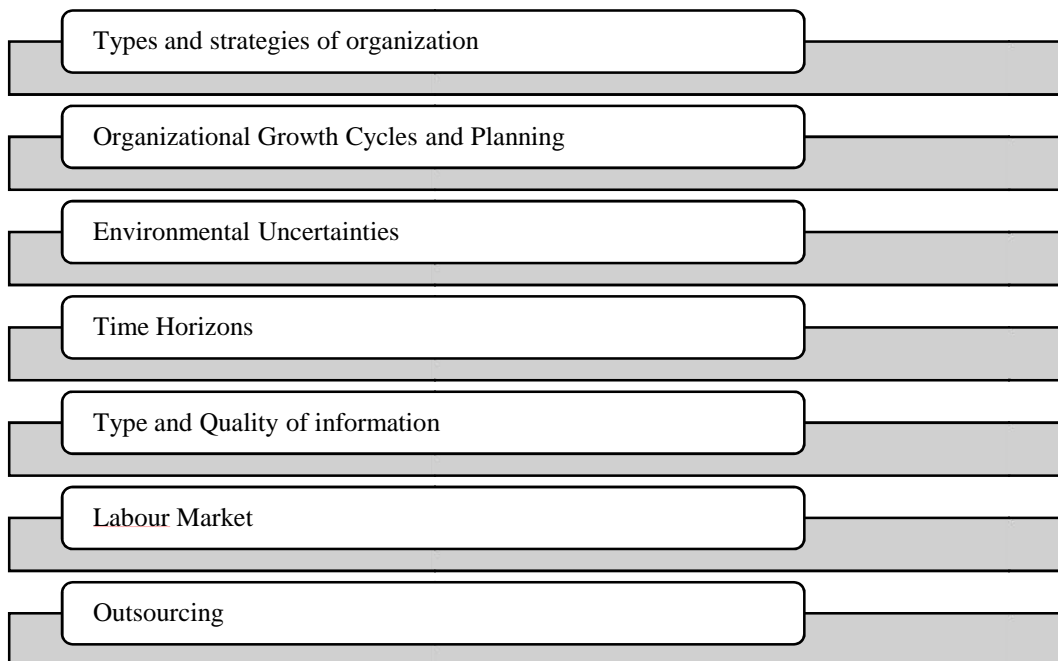 Types and strategies of organization
Organizational Growth Cycles and Planning
Environmental Uncertainties
Time Horizons
Type and Quality of information
Labour Market
Outsourcing